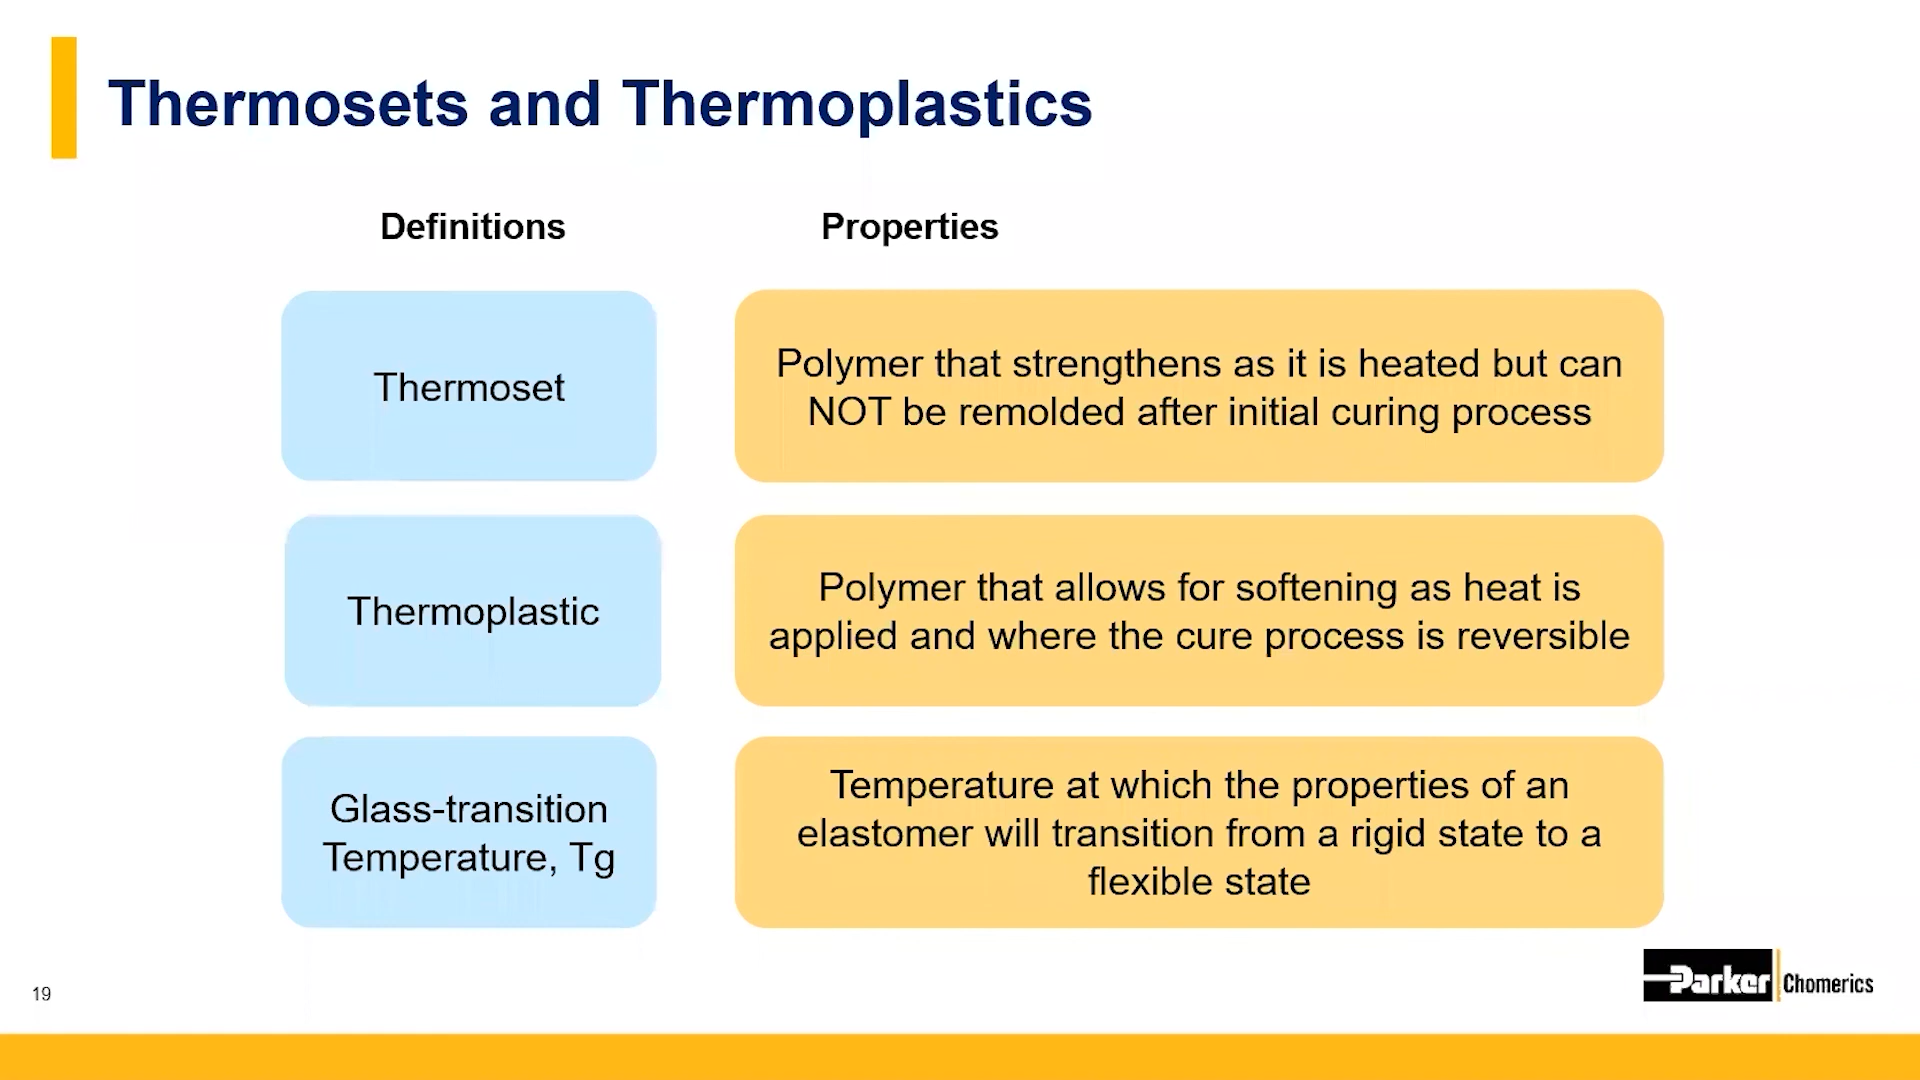 Thermosets and Thermoplastics
Definitions
Properties
Thermoset
Polymer that strengthens as it is heated but can
NOT be remolded after initial curing process
Thermoplastic
Polymer that allows for softening as heat is
applied and where the cure process is reversible
Glass-transition
Temperature, Tg
Temperature at which the properties of an
elastomer will transition from a rigid state to a
flexible state
19
Parker Chomerics